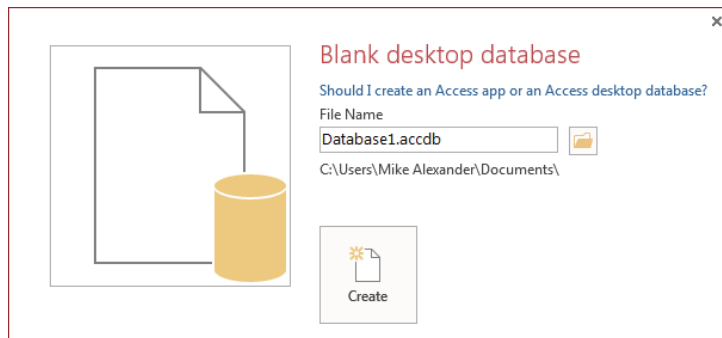 Blank desktop database
Should I create an Access app or an Access desktop database?
File Name
Database1.accdb
C:\Users\Mike Alexander\Documents\
Create